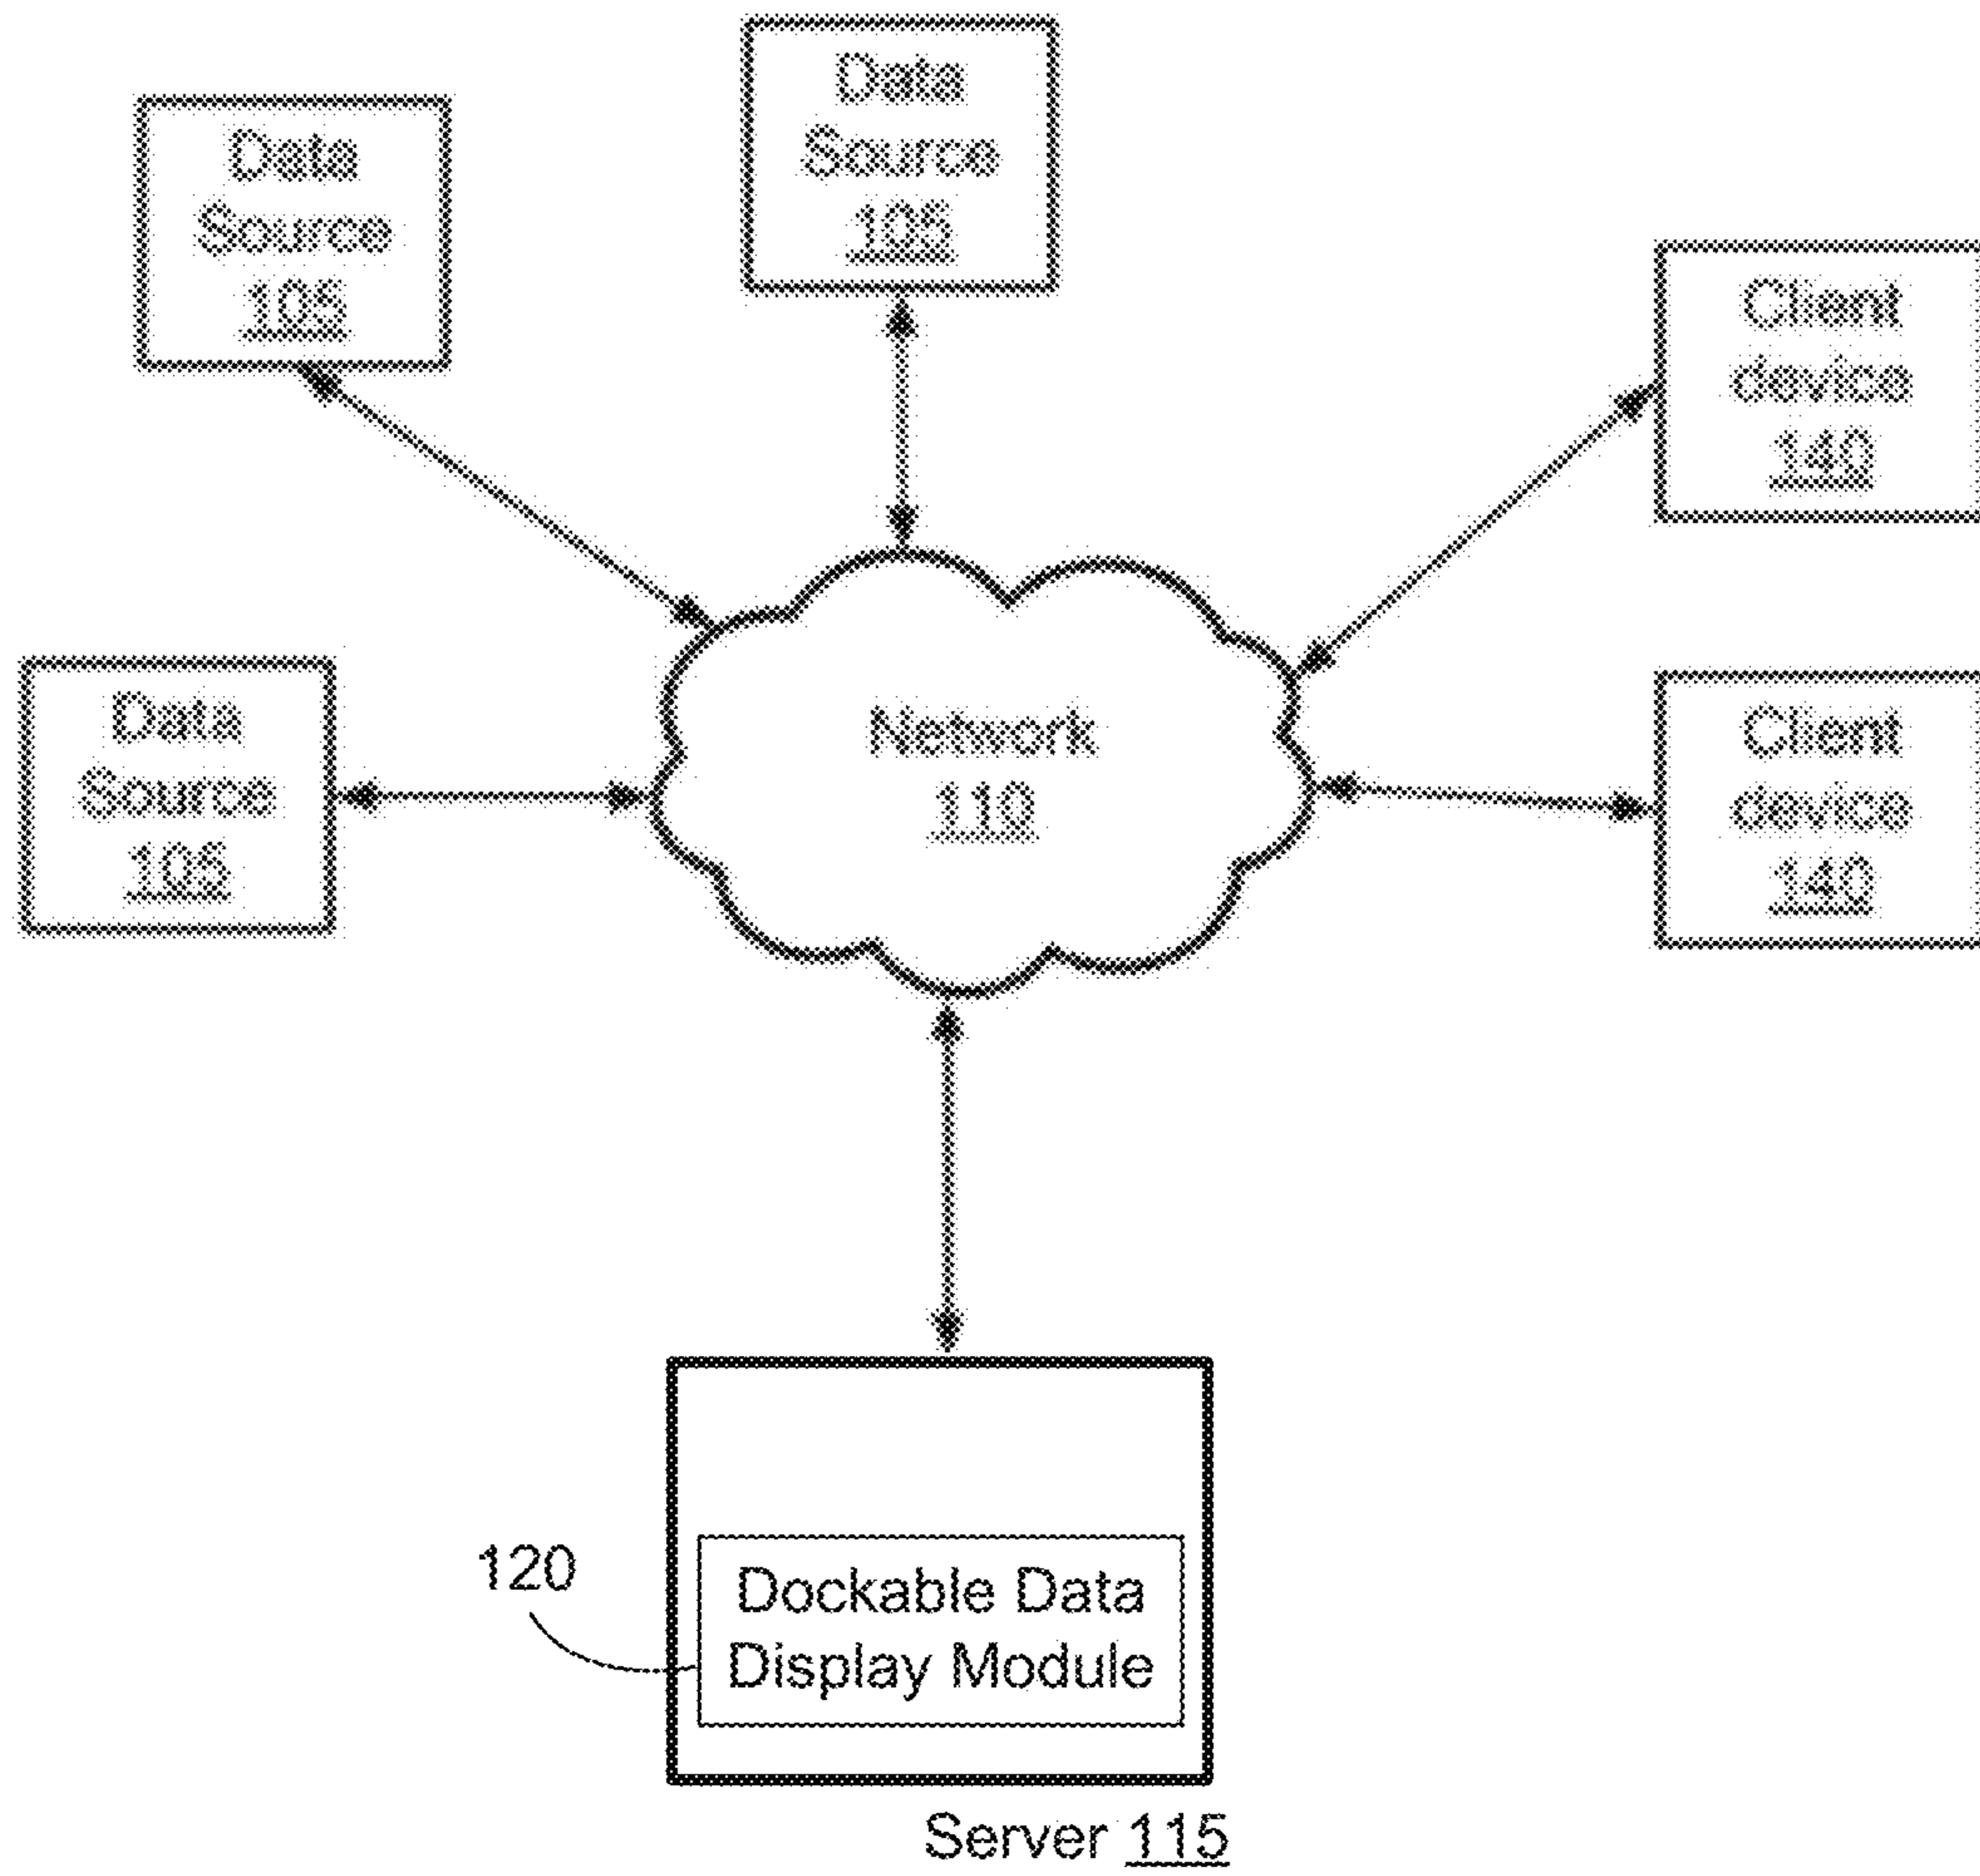 Data
Source
105
Data
Source
105
Client
device
140
Data
Source
105
Network
110
Client
device
140
120
Dockable Data
Display Module
Server 115